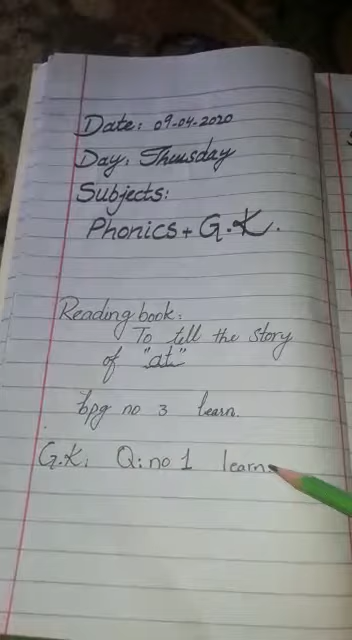 Date: 09-04-2020
Day: Thursday
Subjects:
Phonics + G.K.
Reading book:
To tell the story
of "at"
bpg no 3 learn.
G.K: Q:no 1 learn